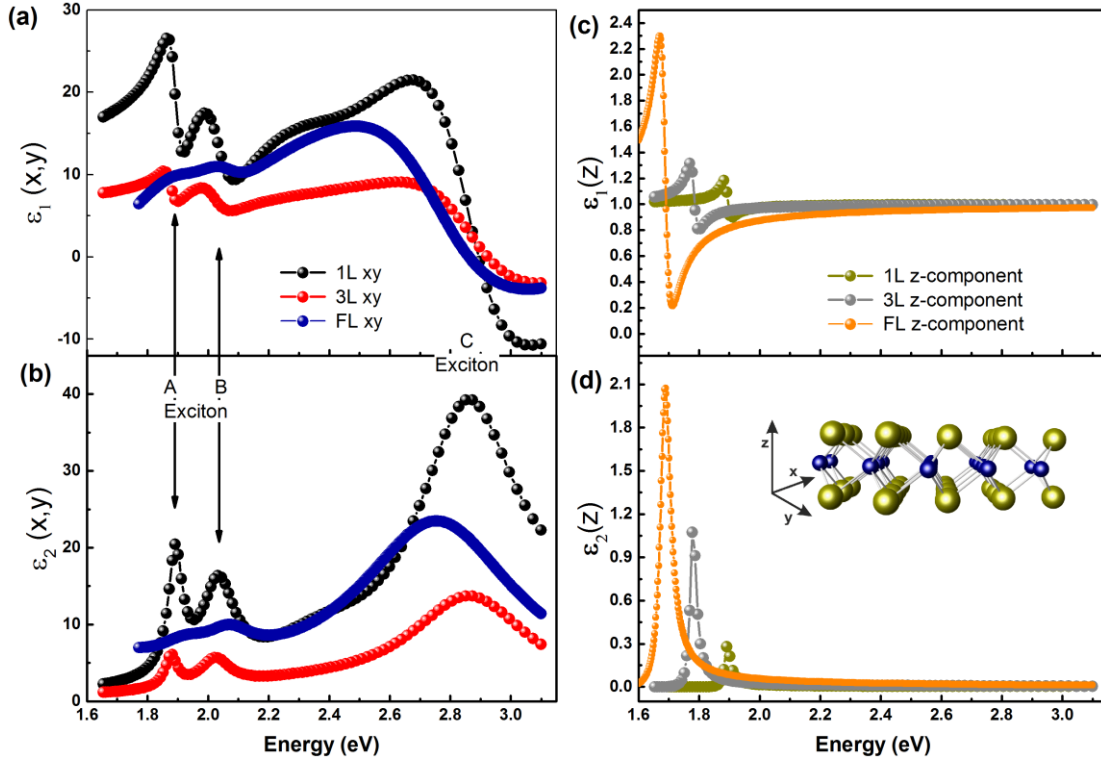 (a)
30
20
10
0
-10
ε1 (x,y)
1L xy
3L xy
FL xy
(b)
A
B
Exciton
C
Exciton
40
30
20
10
0
ε2 (x,y)
1.6 1.8 2.0 2.2 2.4 2.6 2.8 3.0
Energy (eV)
(c)
2.4
2.2
2.0
1.8
1.6
1.4
1.2
1.0
0.8
0.6
0.4
0.2
0.0
ε1(z)
1L z-component
3L z-component
FL z-component
(d)
2.1
1.8
1.5
1.2
0.9
0.6
0.3
0.0
ε2(z)
z
x
y
1.6 1.8 2.0 2.2 2.4 2.6 2.8 3.0
Energy (eV)